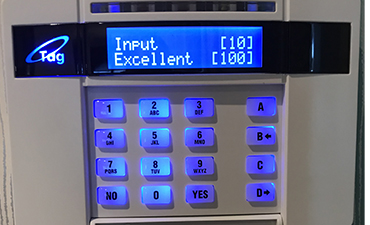 Tag
Input [10]
Excellent [100]
1 2 ABC 3 DEF A
4 GHI 5 JKL 6 MNO B←
7 PQRS 8 TUV 9 WXYZ C
NO 0 YES D→